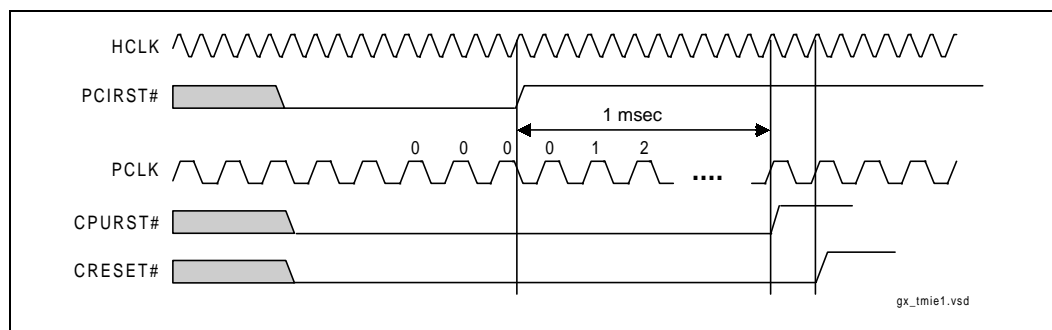 HCLK
PCIRST#
1 msec
0 0 0 0 1 2
PCLK
....
CPURST#
CRESET#
gx_tmie1.vsd